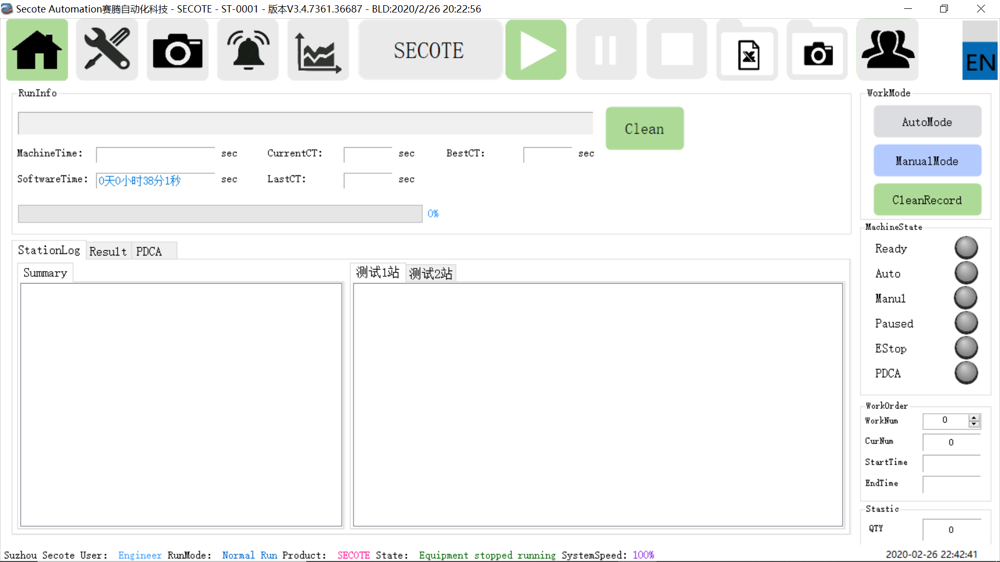 Secote Automation赛腾自动化科技 - SECOTE - ST-0001 - 版本V3.4.7361.36687 - BLD:2020/2/26 20:22:56
SECOTE
EN
RunInfo
Clean
MachineTime: sec CurrentCT: sec BestCT: sec
SoftwareTime: 0天0小时38分1秒 sec LastCT: sec
0%
StationLog Result PDCA
Summary
测试1站 测试2站
WorkMode
AutoMode
ManualMode
CleanRecord
MachineState
Ready
Auto
Manul
Paused
EStop
PDCA
WorkOrder
WorkNum 0
CurNum 0
StartTime
EndTime
Stastic
QTY 0
Suzhou Secote User: Engineer RunMode: Normal Run Product: SECOTE State: Equipment stopped running SystemSpeed: 100% 2020-02-26 22:42:41